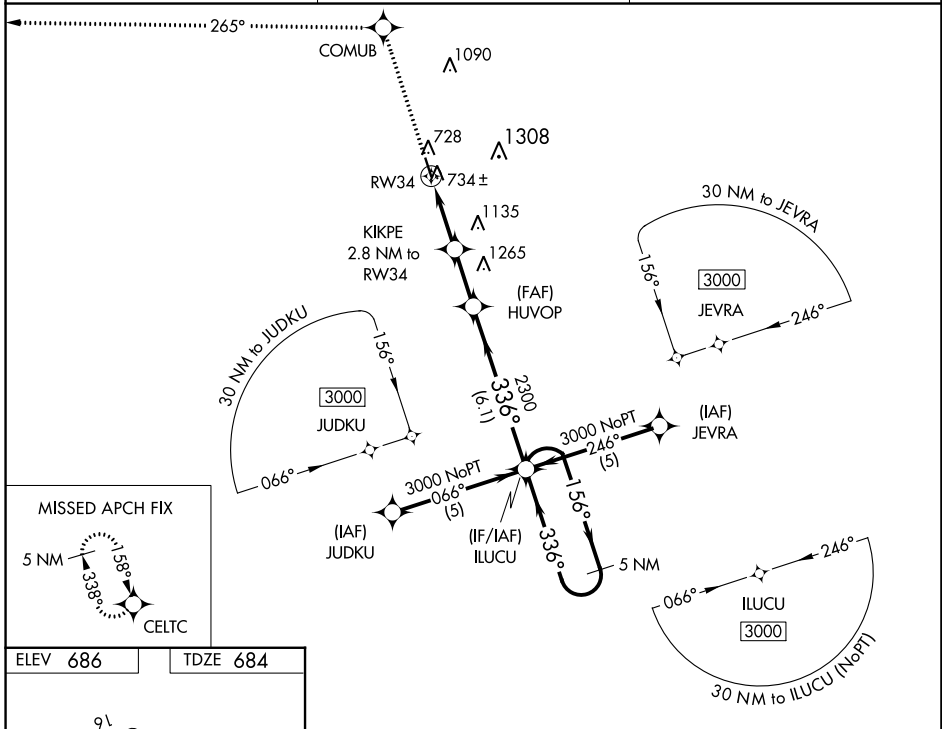 265°
COMUB
1090
728
1308
RW34
734±
KIKPE
2.8 NM to
RW34
1135
1265
(FAF)
HUVOP
30 NM to JEVRA
156°
3000
JEVRA
246°
30 NM to JUDKU
156°
3000
JUDKU
066°
336°
2300
(6.1)
3000 NoPT
246°
(5)
(IAF)
JEVRA
3000 NoPT
066°
(5)
(IAF)
JUDKU
(IF/IAF)
ILUCU
156°
336°
5 NM
246°
066°
ILUCU
3000
30 NM to ILUCU (NoPT)
MISSED APCH FIX
5 NM
158°
338°
CELTC
ELEV 686
TDZE 684
16